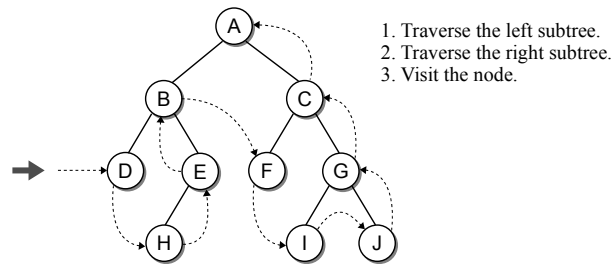 A
1. Traverse the left subtree.
2. Traverse the right subtree.
3. Visit the node.
B
C
D
E
F
G
H
I
J